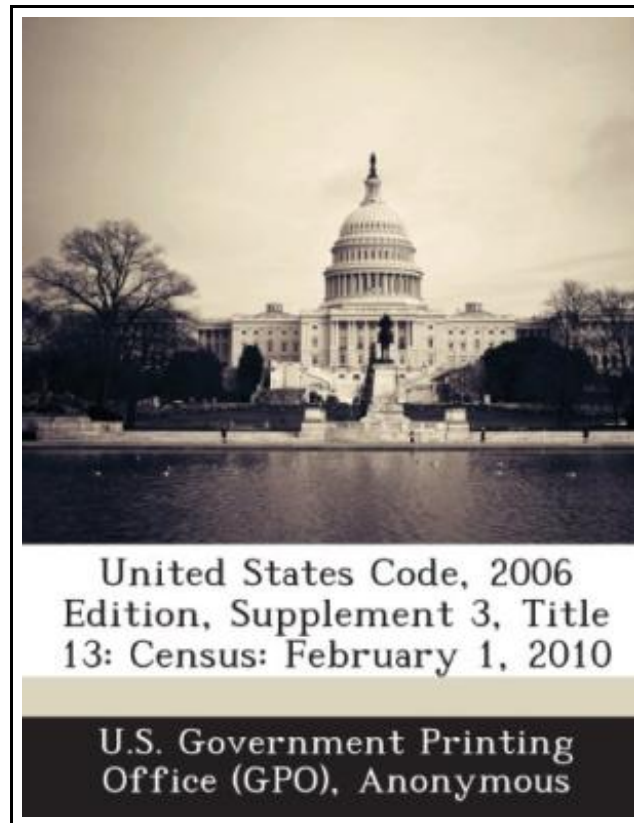 United States Code, 2006
Edition, Supplement 3, Title
13: Census: February 1, 2010
U.S. Government Printing
Office (GPO), Anonymous